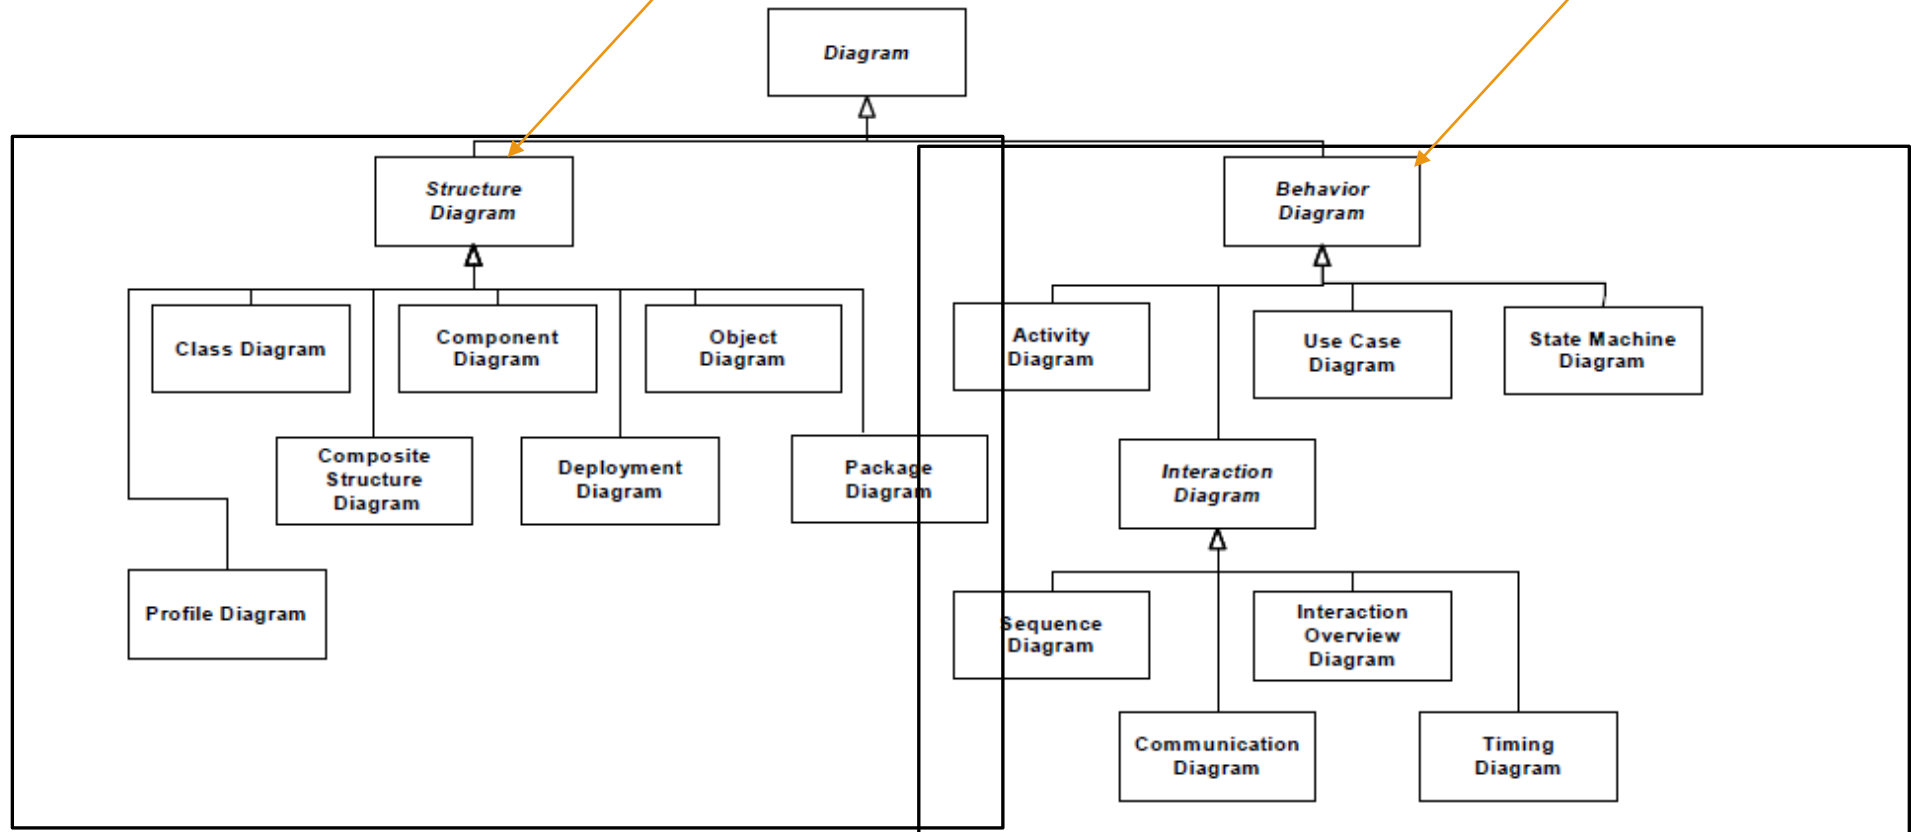 Diagram
Structure
Diagram
Behavior
Diagram
Class Diagram
Component
Diagram
Object
Diagram
Activity
Diagram
Use Case
Diagram
State Machine
Diagram
Composite
Structure
Diagram
Deployment
Diagram
Package
Diagram
Interaction
Diagram
Profile Diagram
Sequence
Diagram
Interaction
Overview
Diagram
Communication
Diagram
Timing
Diagram